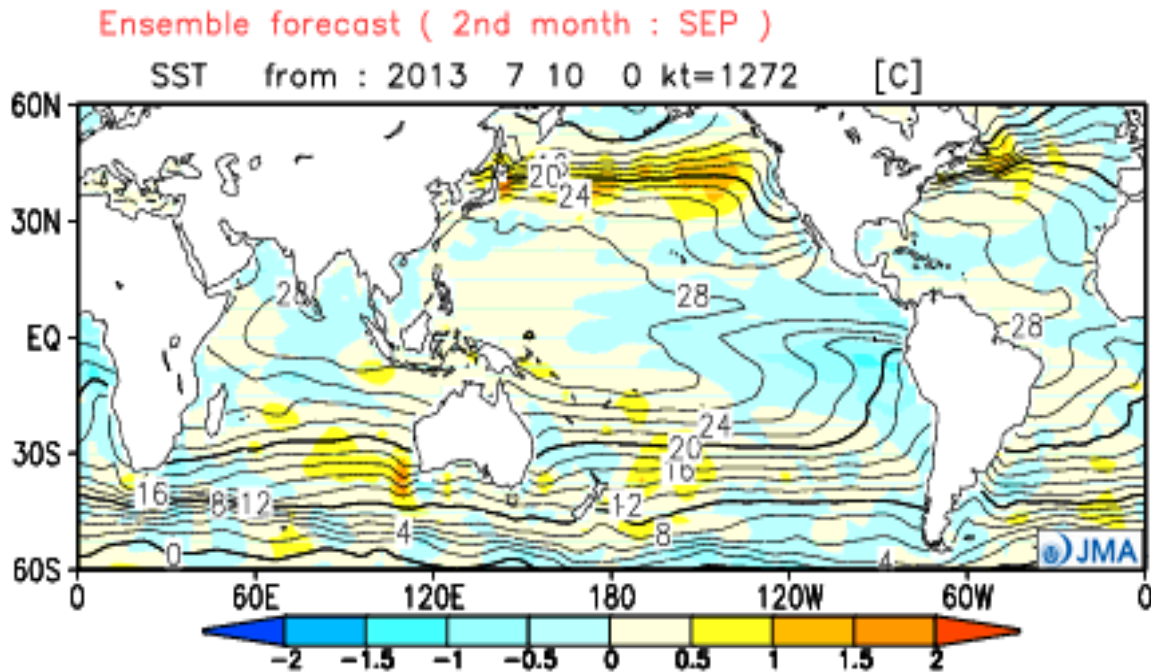 Ensemble forecast ( 2nd month : SEP )
SST from : 2013 7 10 0 kt=1272 [C]
60N
30N
EQ
30S
60S
20
24
28
28
28
24
20
16
16
8
12
12
4
8
0
4
JMA
0 60E 120E 180 120W 60W 0
-2 -1.5 -1 -0.5 0 0.5 1 1.5 2